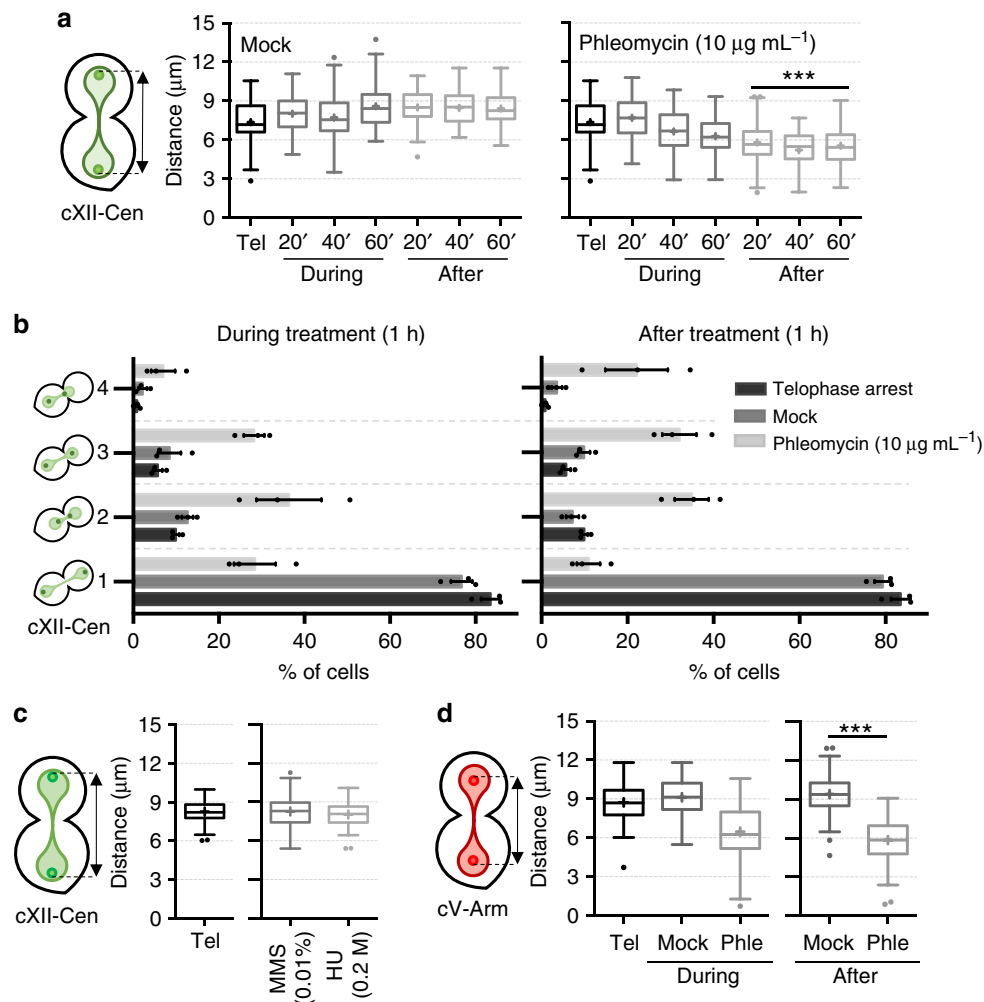 a
Mock
Phleomycin (10 μg mL−1)
15
12
9
6
3
0
Distance (μm)
***
cXII-Cen
Tel 20′ 40′ 60′ 20′ 40′ 60′
During After
Tel 20′ 40′ 60′ 20′ 40′ 60′
During After
b
During treatment (1 h)
After treatment (1 h)
4
3
2
1
Telophase arrest
Mock
Phleomycin (10 μg mL−1)
cXII-Cen
0 20 40 60 80
% of cells
0 20 40 60 80
% of cells
c
15
12
9
6
3
0
Distance (μm)
cXII-Cen
Tel
MMS
(0.01%)
HU
(0.2 M)
d
15
12
9
6
3
0
Distance (μm)
***
cV-Arm
Tel Mock Phle
During
Mock Phle
After